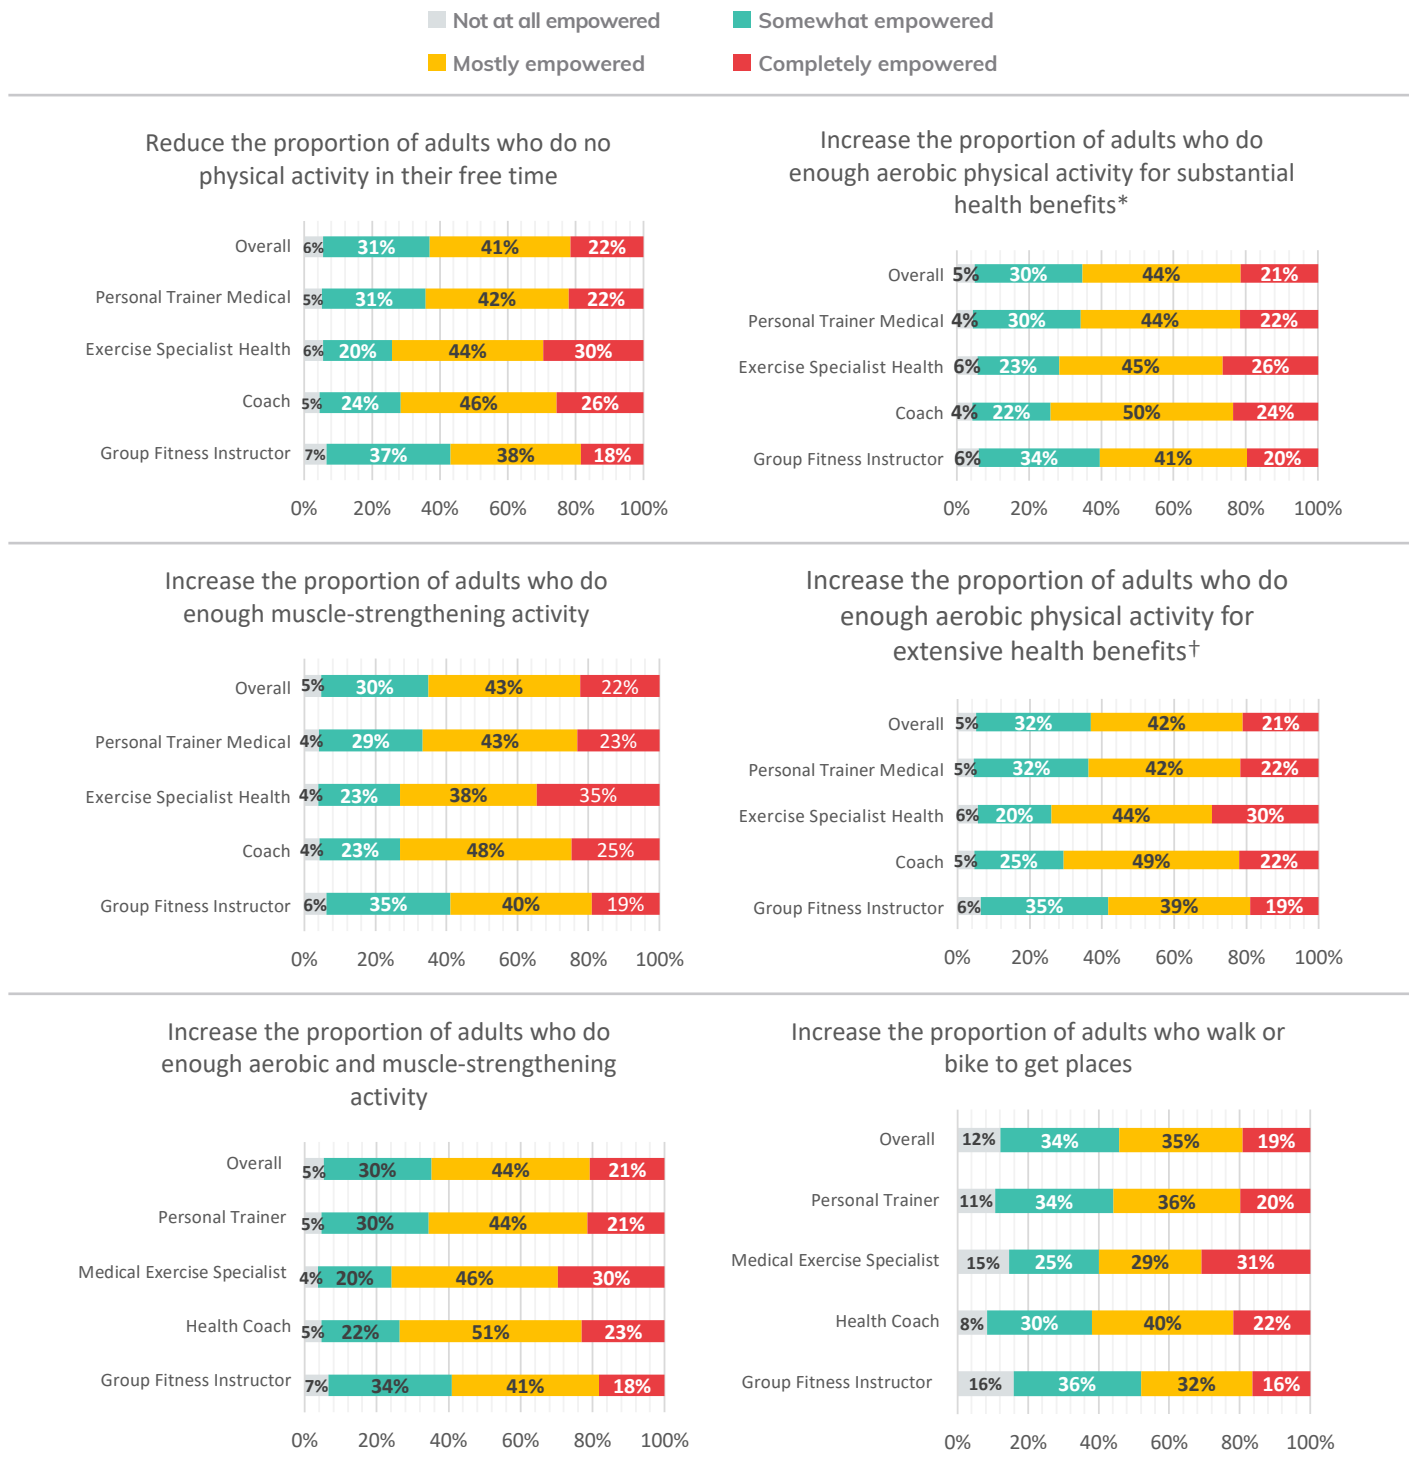 Not at all empowered Somewhat empowered
Mostly empowered Completely empowered
Reduce the proportion of adults who do no
physical activity in their free time
Overall 6% 31% 41% 22%
Personal Trainer Medical 5% 31% 42% 22%
Exercise Specialist Health 6% 20% 44% 30%
Coach 5% 24% 46% 26%
Group Fitness Instructor 7% 37% 38% 18%
0% 20% 40% 60% 80% 100%
Increase the proportion of adults who do
enough aerobic physical activity for substantial
health benefits*
Overall 5% 30% 44% 21%
Personal Trainer Medical 4% 30% 44% 22%
Exercise Specialist Health 6% 23% 45% 26%
Coach 4% 22% 50% 24%
Group Fitness Instructor 6% 34% 41% 20%
0% 20% 40% 60% 80% 100%
Increase the proportion of adults who do
enough muscle-strengthening activity
Overall 5% 30% 43% 22%
Personal Trainer Medical 4% 29% 43% 23%
Exercise Specialist Health 4% 23% 38% 35%
Coach 4% 23% 48% 25%
Group Fitness Instructor 6% 35% 40% 19%
0% 20% 40% 60% 80% 100%
Increase the proportion of adults who do
enough aerobic physical activity for
extensive health benefits†
Overall 5% 32% 42% 21%
Personal Trainer Medical 5% 32% 42% 22%
Exercise Specialist Health 6% 20% 44% 30%
Coach 5% 25% 49% 22%
Group Fitness Instructor 6% 35% 39% 19%
0% 20% 40% 60% 80% 100%
Increase the proportion of adults who do
enough aerobic and muscle-strengthening
activity
Overall 5% 30% 44% 21%
Personal Trainer 5% 30% 44% 21%
Medical Exercise Specialist 4% 20% 46% 30%
Health Coach 5% 22% 51% 23%
Group Fitness Instructor 7% 34% 41% 18%
0% 20% 40% 60% 80% 100%
Increase the proportion of adults who walk or
bike to get places
Overall 12% 34% 35% 19%
Personal Trainer 11% 34% 36% 20%
Medical Exercise Specialist 15% 25% 29% 31%
Health Coach 8% 30% 40% 22%
Group Fitness Instructor 16% 36% 32% 16%
0% 20% 40% 60% 80% 100%